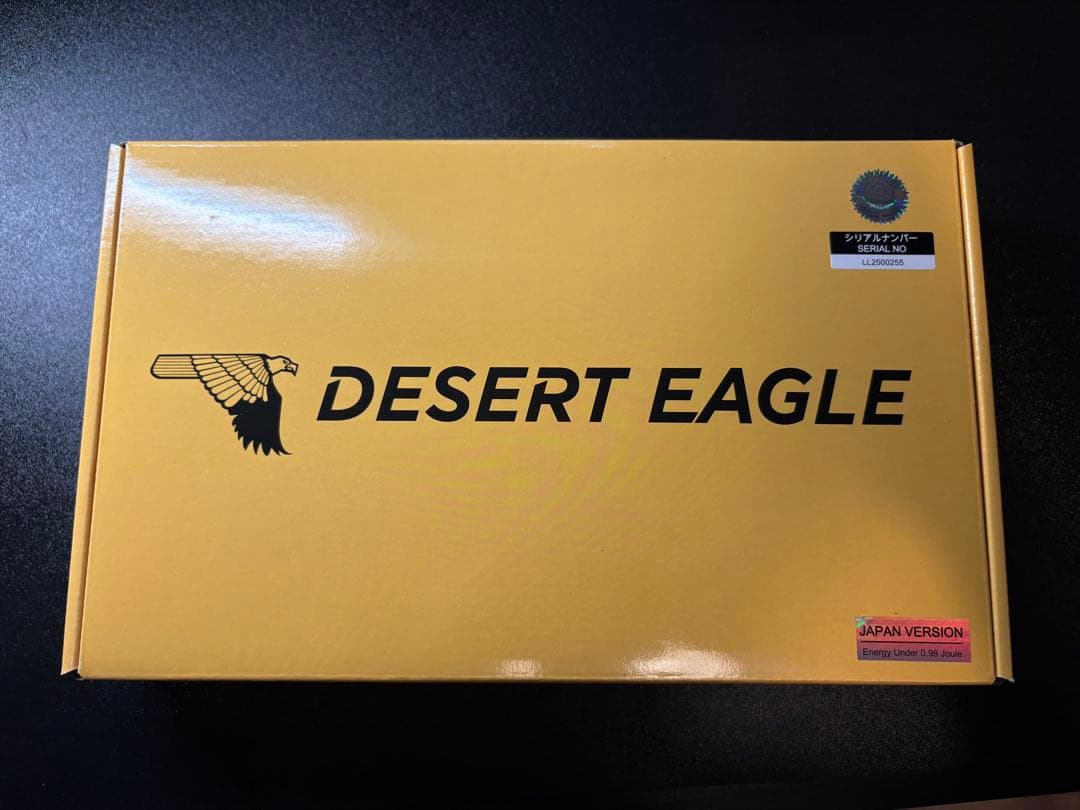 シリアルナンバー
SERIAL NO
LL2500255
DESERT EAGLE
JAPAN VERSION
Energy Under 0.98 Joule